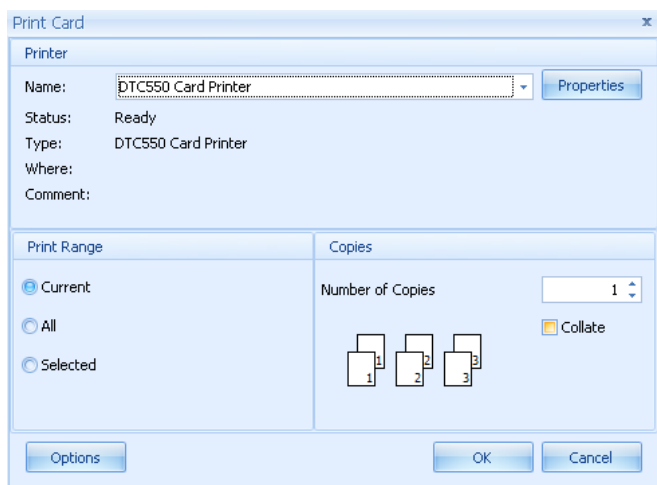 Print Card x
Printer
Name: DTC550 Card Printer Properties
Status: Ready
Type: DTC550 Card Printer
Where:
Comment:
Print Range Copies
Current Number of Copies 1
All Collate
Selected
1 2 3
1 2 3
Options OK Cancel